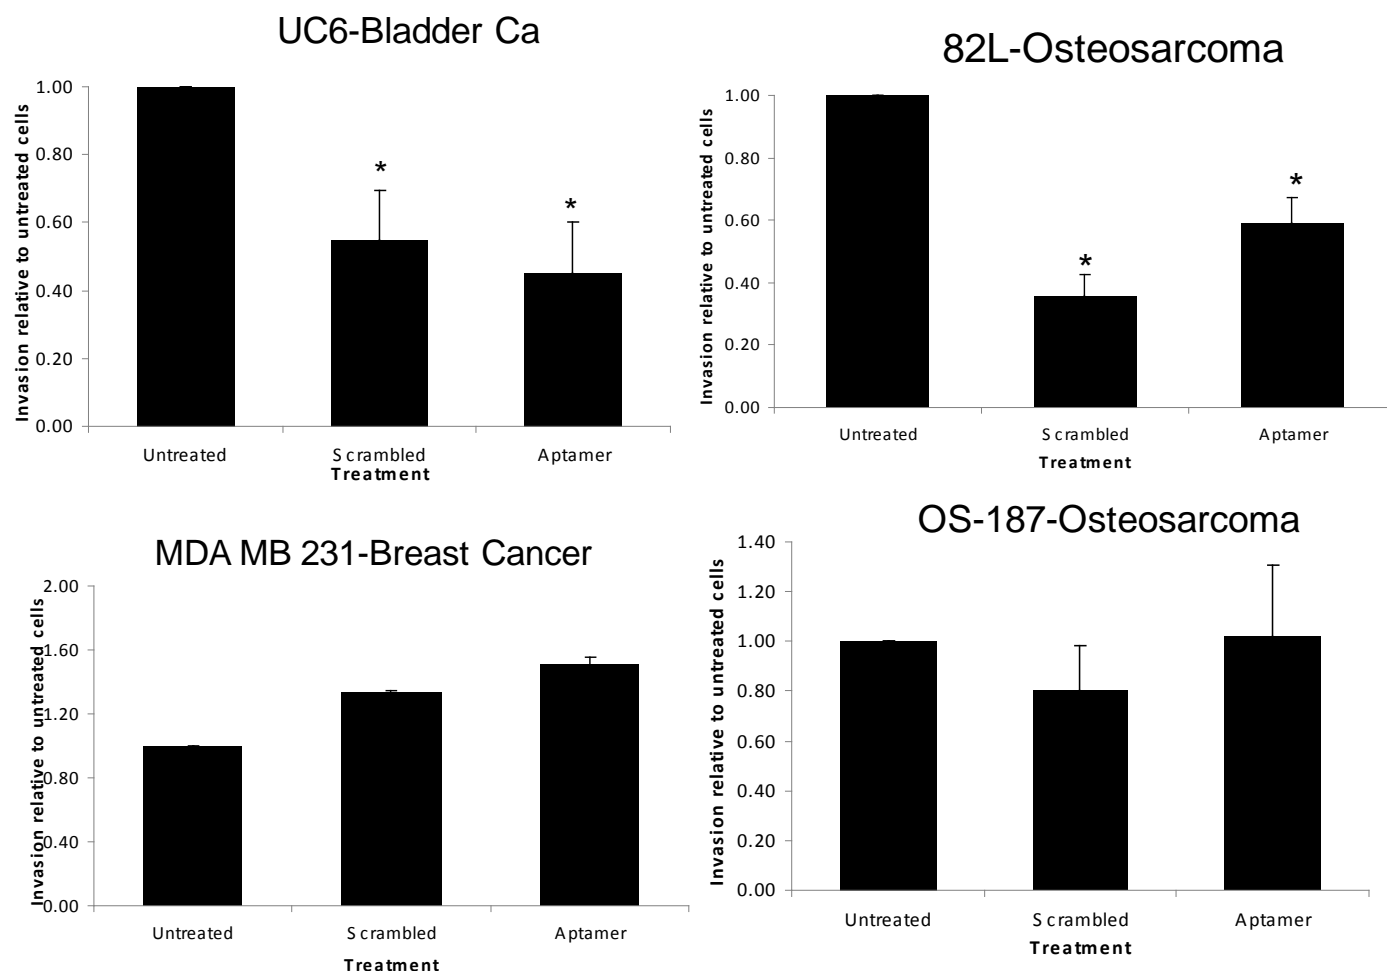 UC6-Bladder Ca
Invasion relative to untreated cells
1.00
0.80
0.60
0.40
0.20
0.00
*
*
Untreated Scrambled Aptamer
Treatment
82L-Osteosarcoma
Invasion relative to untreated cells
1.00
0.80
0.60
0.40
0.20
0.00
*
*
Untreated Scrambled Aptamer
Treatment
MDA MB 231-Breast Cancer
Invasion relative to untreated cells
2.00
1.60
1.20
0.80
0.40
0.00
Untreated Scrambled Aptamer
Treatment
OS-187-Osteosarcoma
Invasion relative to untreated cells
1.40
1.20
1.00
0.80
0.60
0.40
0.20
0.00
Untreated Scrambled Aptamer
Treatment